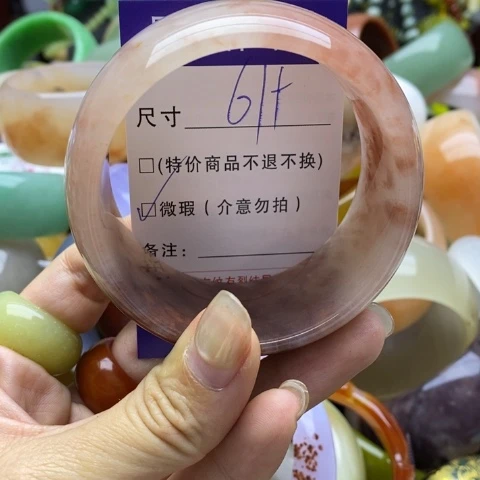 尺寸 61+
□(特价商品不退不换)
☑微瑕（介意勿拍）
备注: